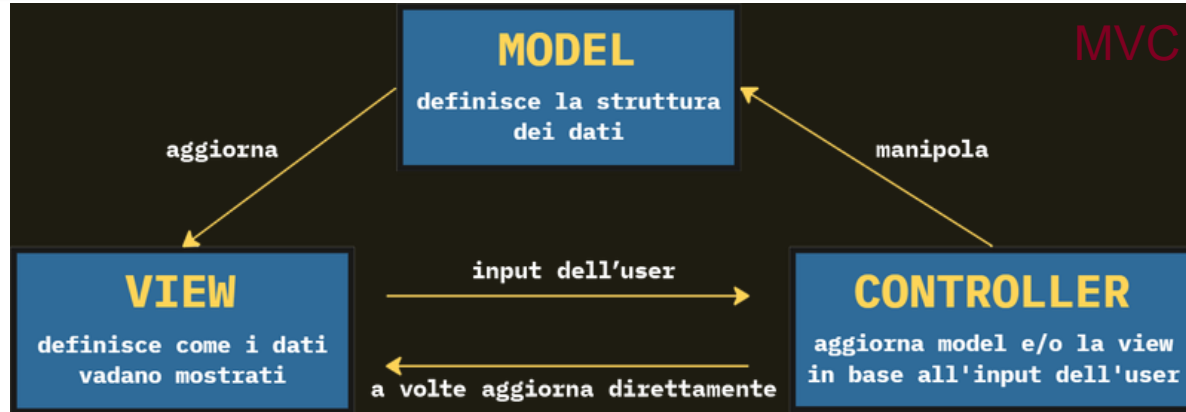 MVC
MODEL
definisce la struttura
dei dati
aggiorna
manipola
VIEW
definisce come i dati
vadano mostrati
input dell’user
a volte aggiorna direttamente
CONTROLLER
aggiorna model e/o la view
in base all'input dell'user